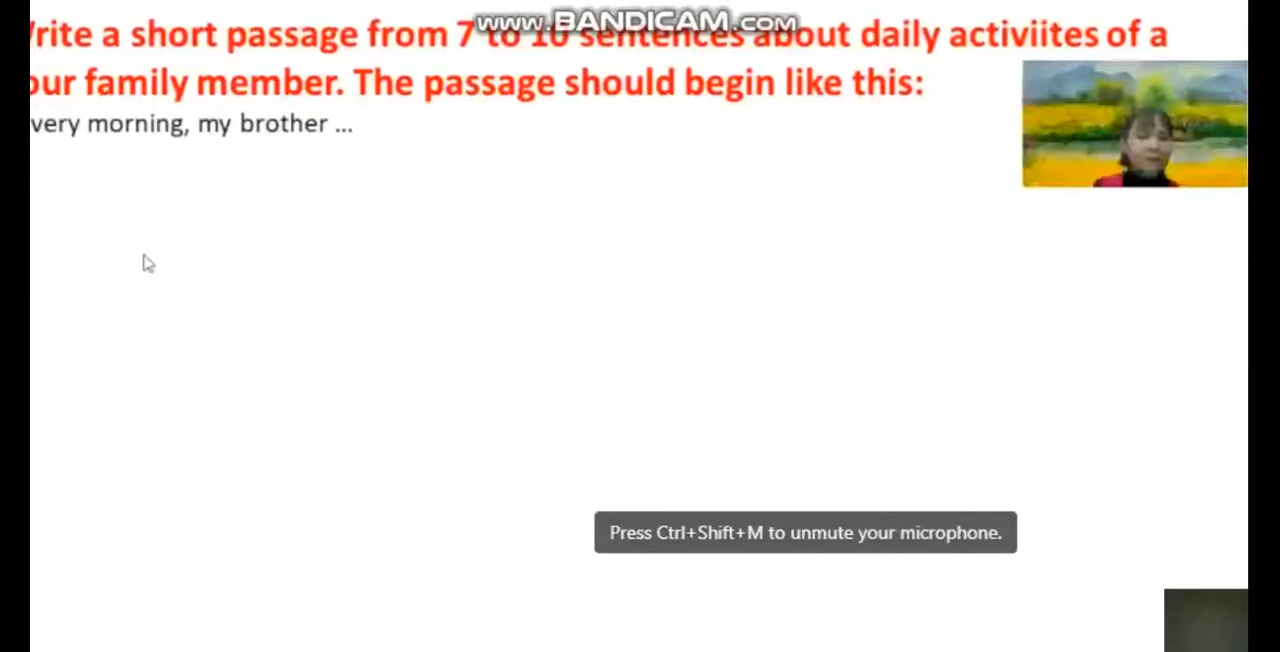 www.BANDICAM.com
rite a short passage from 7 to 10 sentences about daily activiites of a
our family member. The passage should begin like this:
very morning, my brother ...
Press Ctrl+Shift+M to unmute your microphone.